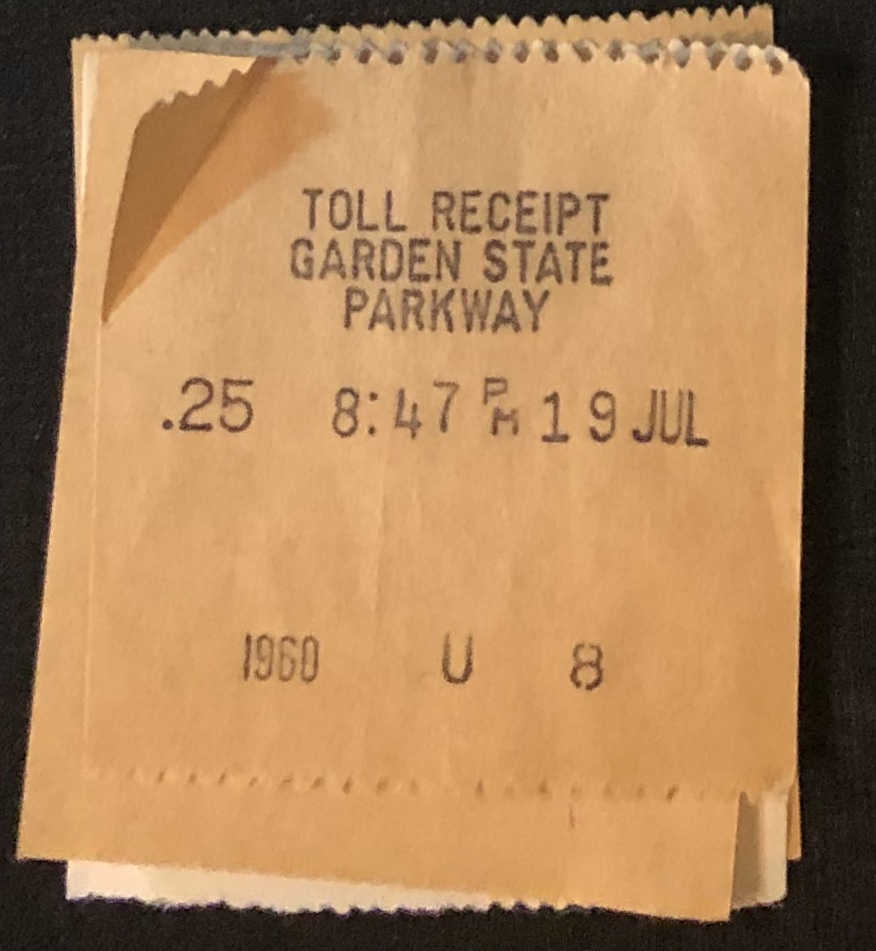 TOLL RECEIPT
GARDEN STATE
PARKWAY
.25 8:47 PM 19 JUL
1960 U 8